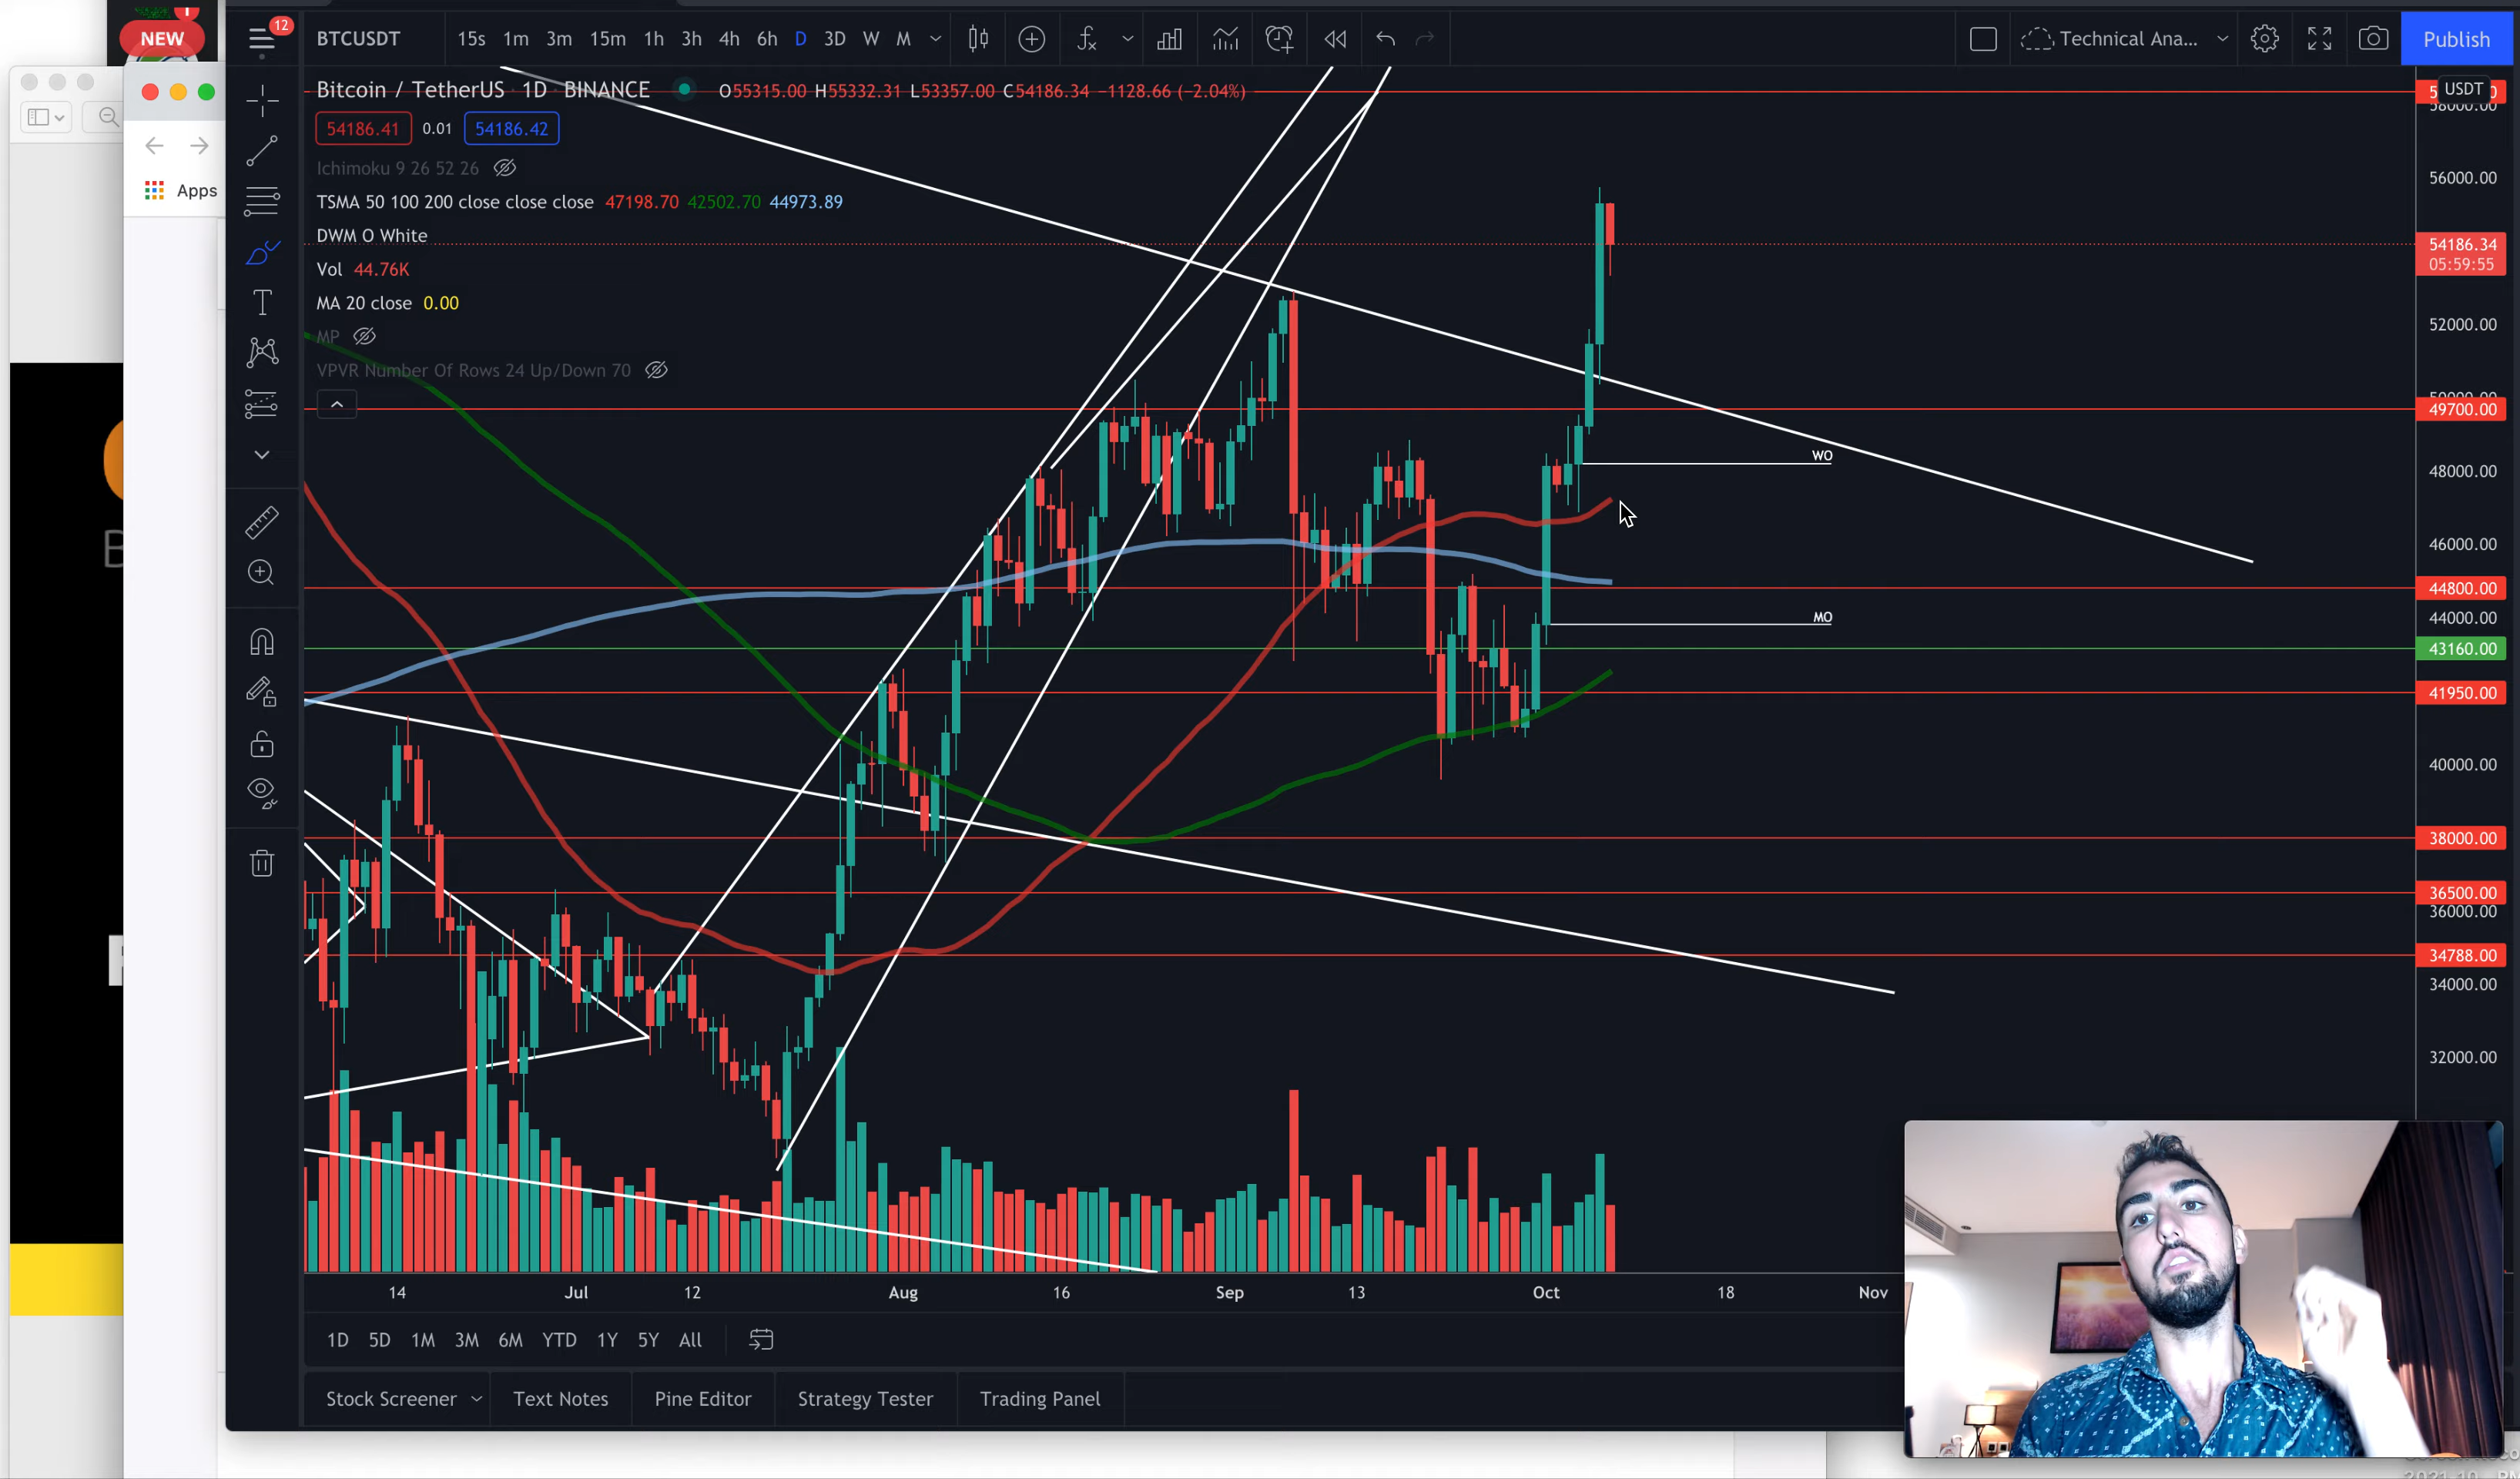 NEW
12
BTCUSDT
15s 1m 3m 15m 1h 3h 4h 6h D 3D W M
Technical Ana...
Publish
Bitcoin / TetherUS · 1D · BINANCE
O55315.00 H55332.31 L53357.00 C54186.34 −1128.66 (−2.04%)
USDT
58000.00
54186.41 0.01 54186.42
Apps
Ichimoku 9 26 52 26
56000.00
TSMA 50 100 200 close close close 47198.70 42502.70 44973.89
DWM O White
54186.34
05:59:55
Vol 44.76K
MA 20 close 0.00
52000.00
MP
VPVR Number Of Rows 24 Up/Down 70
50000.00
49700.00
WO
48000.00
46000.00
44800.00
MO
44000.00
43160.00
41950.00
40000.00
38000.00
36500.00
36000.00
34788.00
34000.00
32000.00
14 Jul 12 Aug 16 Sep 13 Oct 18 Nov
1D 5D 1M 3M 6M YTD 1Y 5Y All
Stock Screener Text Notes Pine Editor Strategy Tester Trading Panel